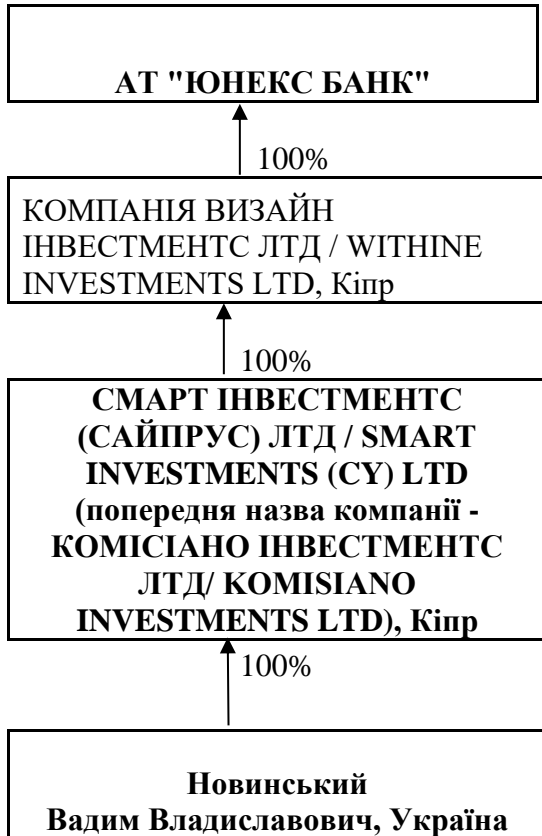 АТ "ЮНЕКС БАНК"
100%
КОМПАНІЯ ВИЗАЙН
ІНВЕСТМЕНТС ЛТД / WITHINE
INVESTMENTS LTD, Кіпр
100%
СМАРТ ІНВЕСТМЕНТС
(САЙПРУС) ЛТД / SMART
INVESTMENTS (CY) LTD
(попередня назва компанії -
КОМІСІАНО ІНВЕСТМЕНТС
ЛТД/ KOMISIANO
INVESTMENTS LTD), Кіпр
100%
Новинський
Вадим Владиславович, Україна